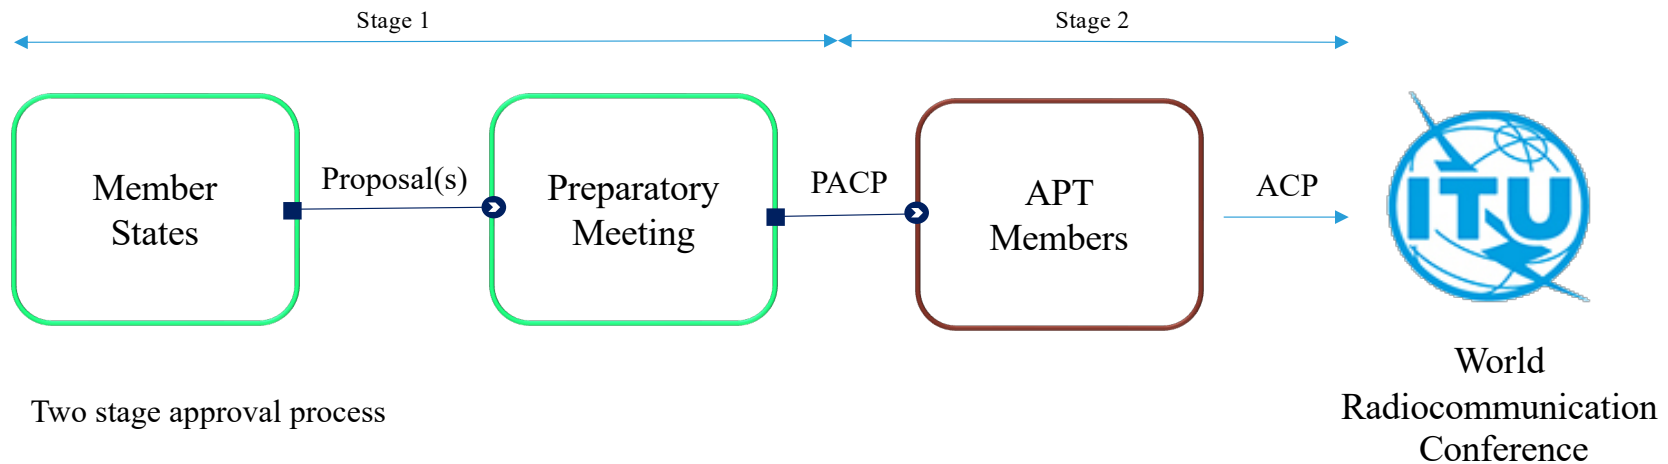 Stage 1
Stage 2
Member
States
Proposal(s)
Preparatory
Meeting
PACP
APT
Members
ACP
ITU
World
Radiocommunication
Conference
Two stage approval process